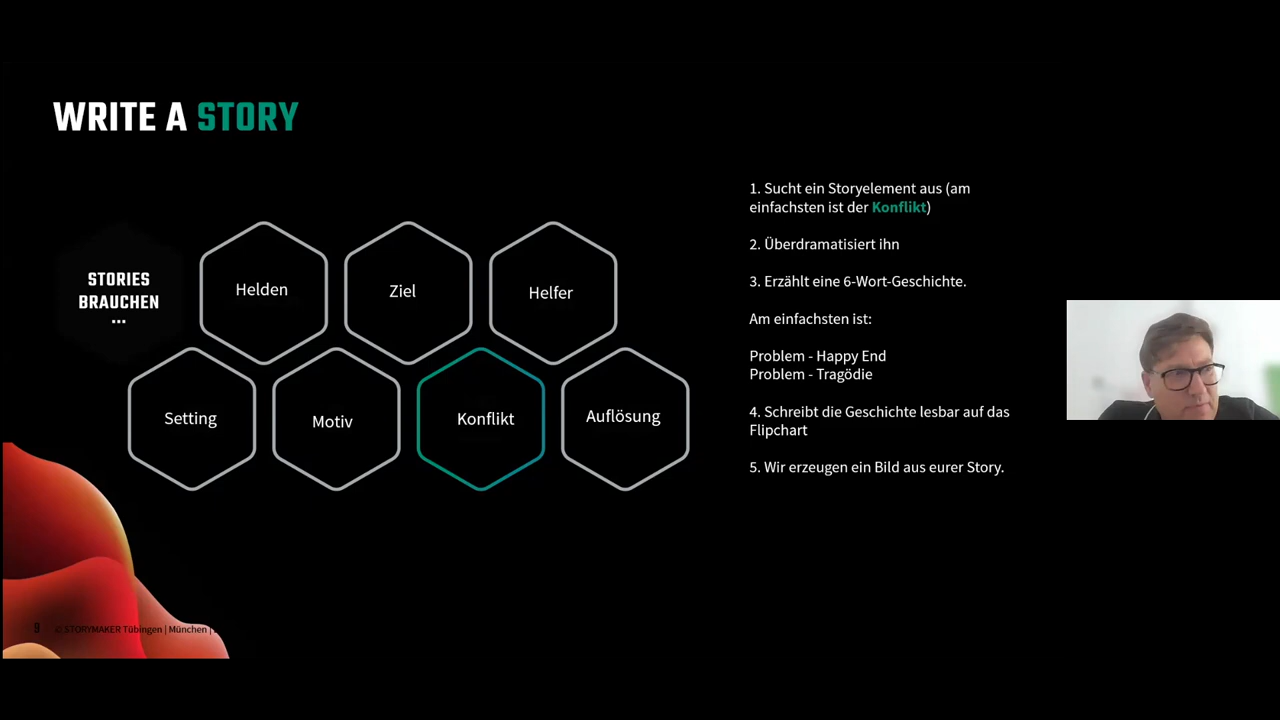 WRITE A STORY
STORIES
BRAUCHEN
...
Helden
Ziel
Helfer
Setting
Motiv
Konflikt
Auflösung
1. Sucht ein Storyelement aus (am
einfachsten ist der Konflikt)
2. Überdramatisiert ihn
3. Erzählt eine 6-Wort-Geschichte.
Am einfachsten ist:
Problem - Happy End
Problem - Tragödie
4. Schreibt die Geschichte lesbar auf das
Flipchart
5. Wir erzeugen ein Bild aus eurer Story.
9 © STORYMAKER Tübingen | München |